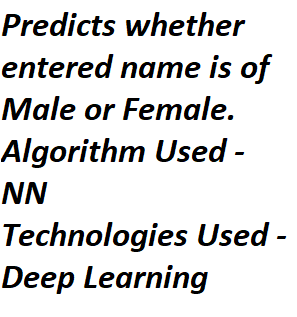 Predicts whether
entered name is of
Male or Female.
Algorithm Used -
NN
Technologies Used -
Deep Learning